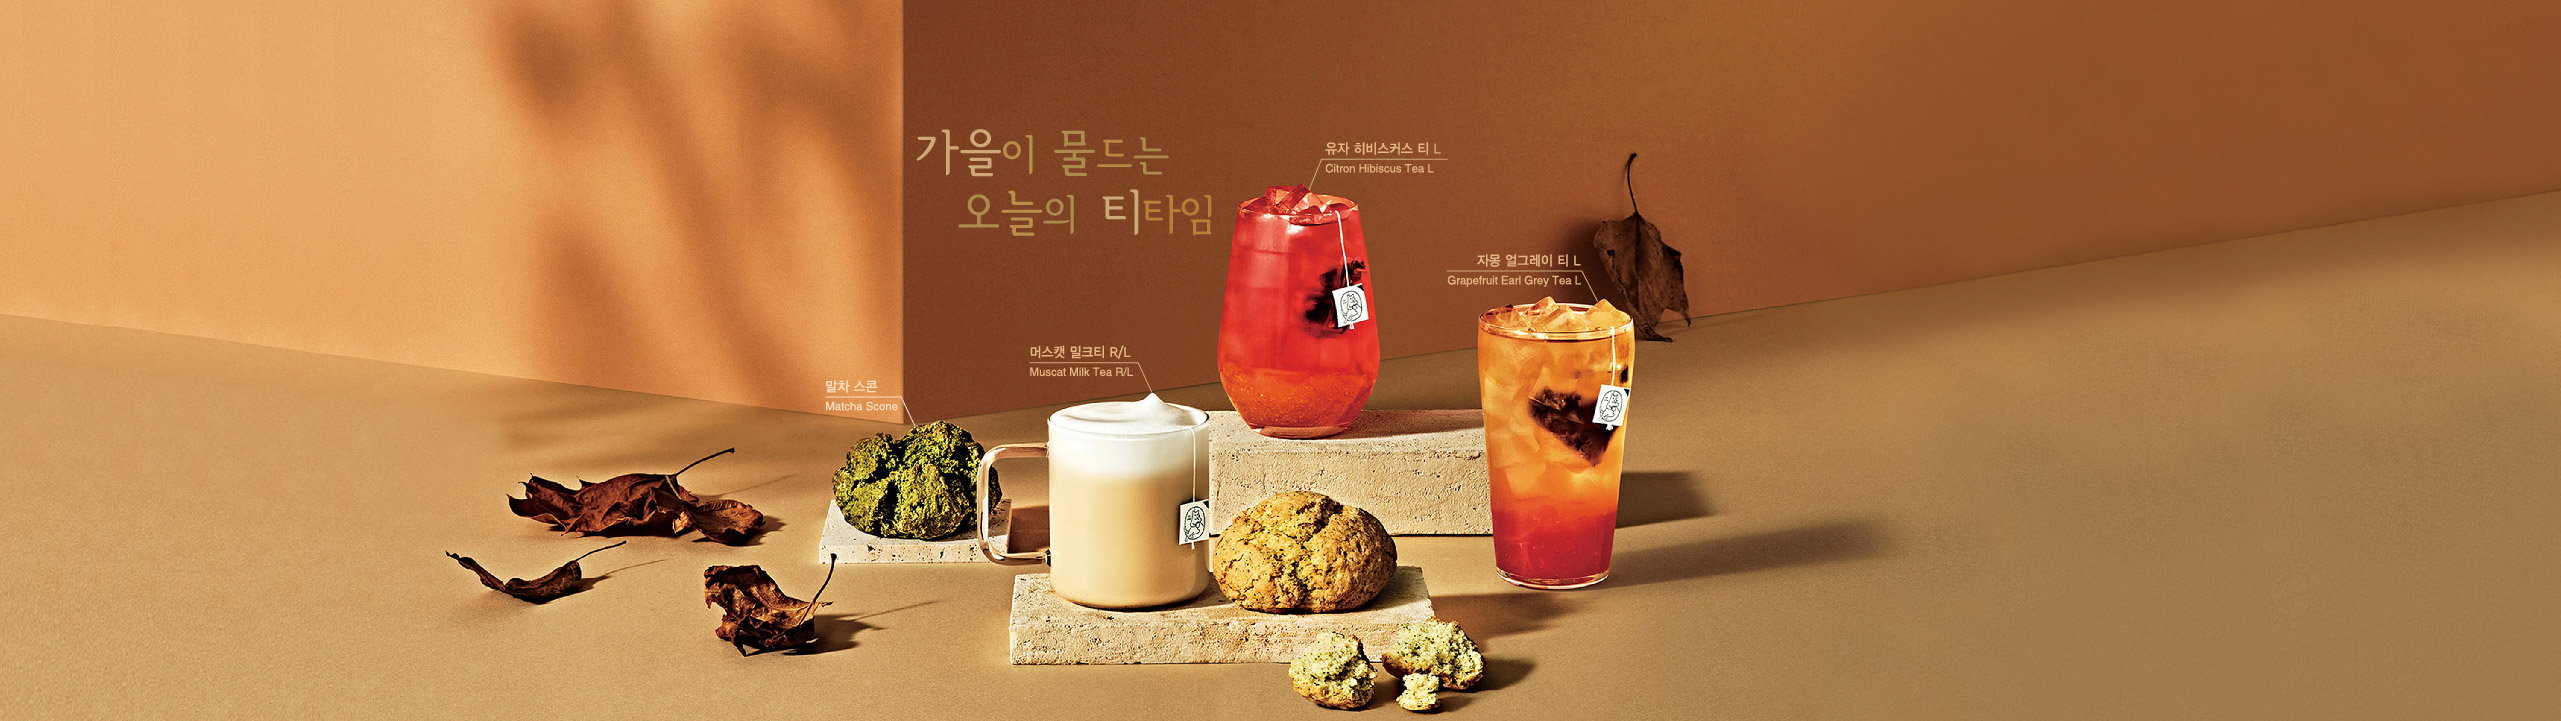 가을이 물드는
오늘의 티타임
유자 히비스커스 티 L
Citron Hibiscus Tea L
자몽 얼그레이 티 L
Grapefruit Earl Grey Tea L
머스캣 밀크티 R/L
Muscat Milk Tea R/L
말차 스콘
Matcha Scone